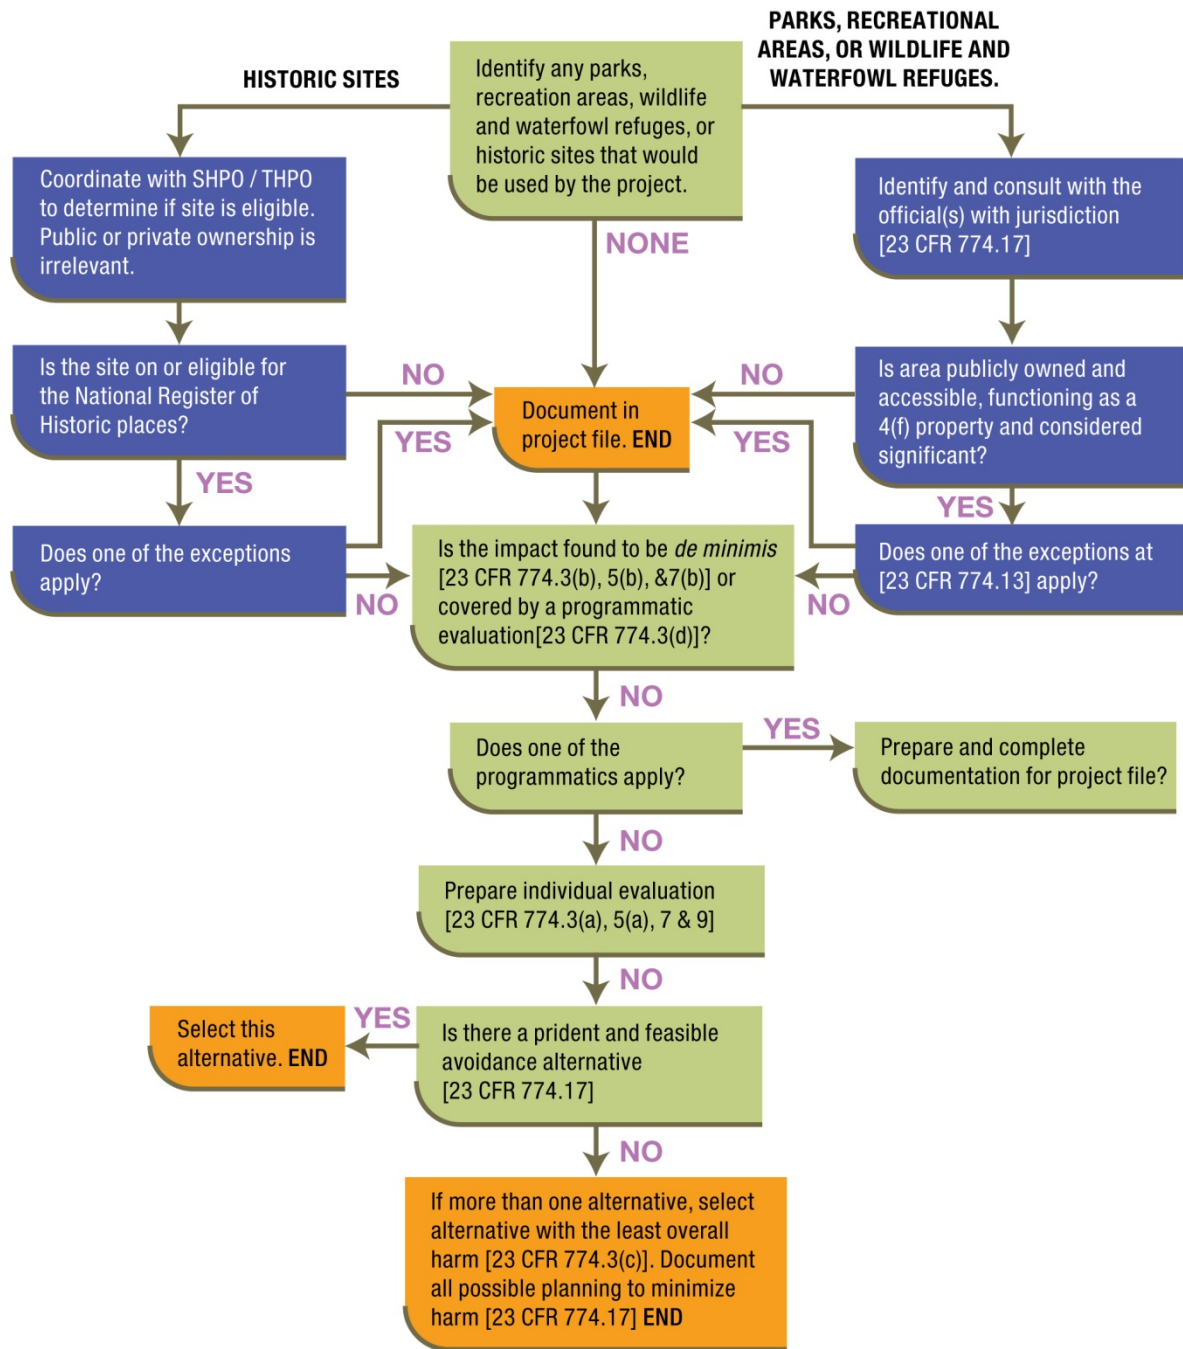 PARKS, RECREATIONAL
AREAS, OR WILDLIFE AND
WATERFOWL REFUGES.
HISTORIC SITES
Identify any parks,
recreation areas, wildlife
and waterfowl refuges, or
historic sites that would
be used by the project.
Coordinate with SHPO / THPO
to determine if site is eligible.
Public or private ownership is
irrelevant.
Identify and consult with the
official(s) with jurisdiction
[23 CFR 774.17]
NONE
Is the site on or eligible for
the National Register of
Historic places?
NO
Document in
project file. END
NO
Is area publicly owned and
accessible, functioning as a
4(f) property and considered
significant?
YES
YES
YES
YES
Does one of the exceptions
apply?
NO
Is the impact found to be de minimis
[23 CFR 774.3(b), 5(b), &7(b)] or
covered by a programmatic
evaluation[23 CFR 774.3(d)]?
NO
Does one of the exceptions at
[23 CFR 774.13] apply?
NO
Does one of the
programmatics apply?
YES
Prepare and complete
documentation for project file?
NO
Prepare individual evaluation
[23 CFR 774.3(a), 5(a), 7 & 9]
NO
Select this
alternative. END
YES
Is there a prident and feasible
avoidance alternative
[23 CFR 774.17]
NO
If more than one alternative, select
alternative with the least overall
harm [23 CFR 774.3(c)]. Document
all possible planning to minimize
harm [23 CFR 774.17] END